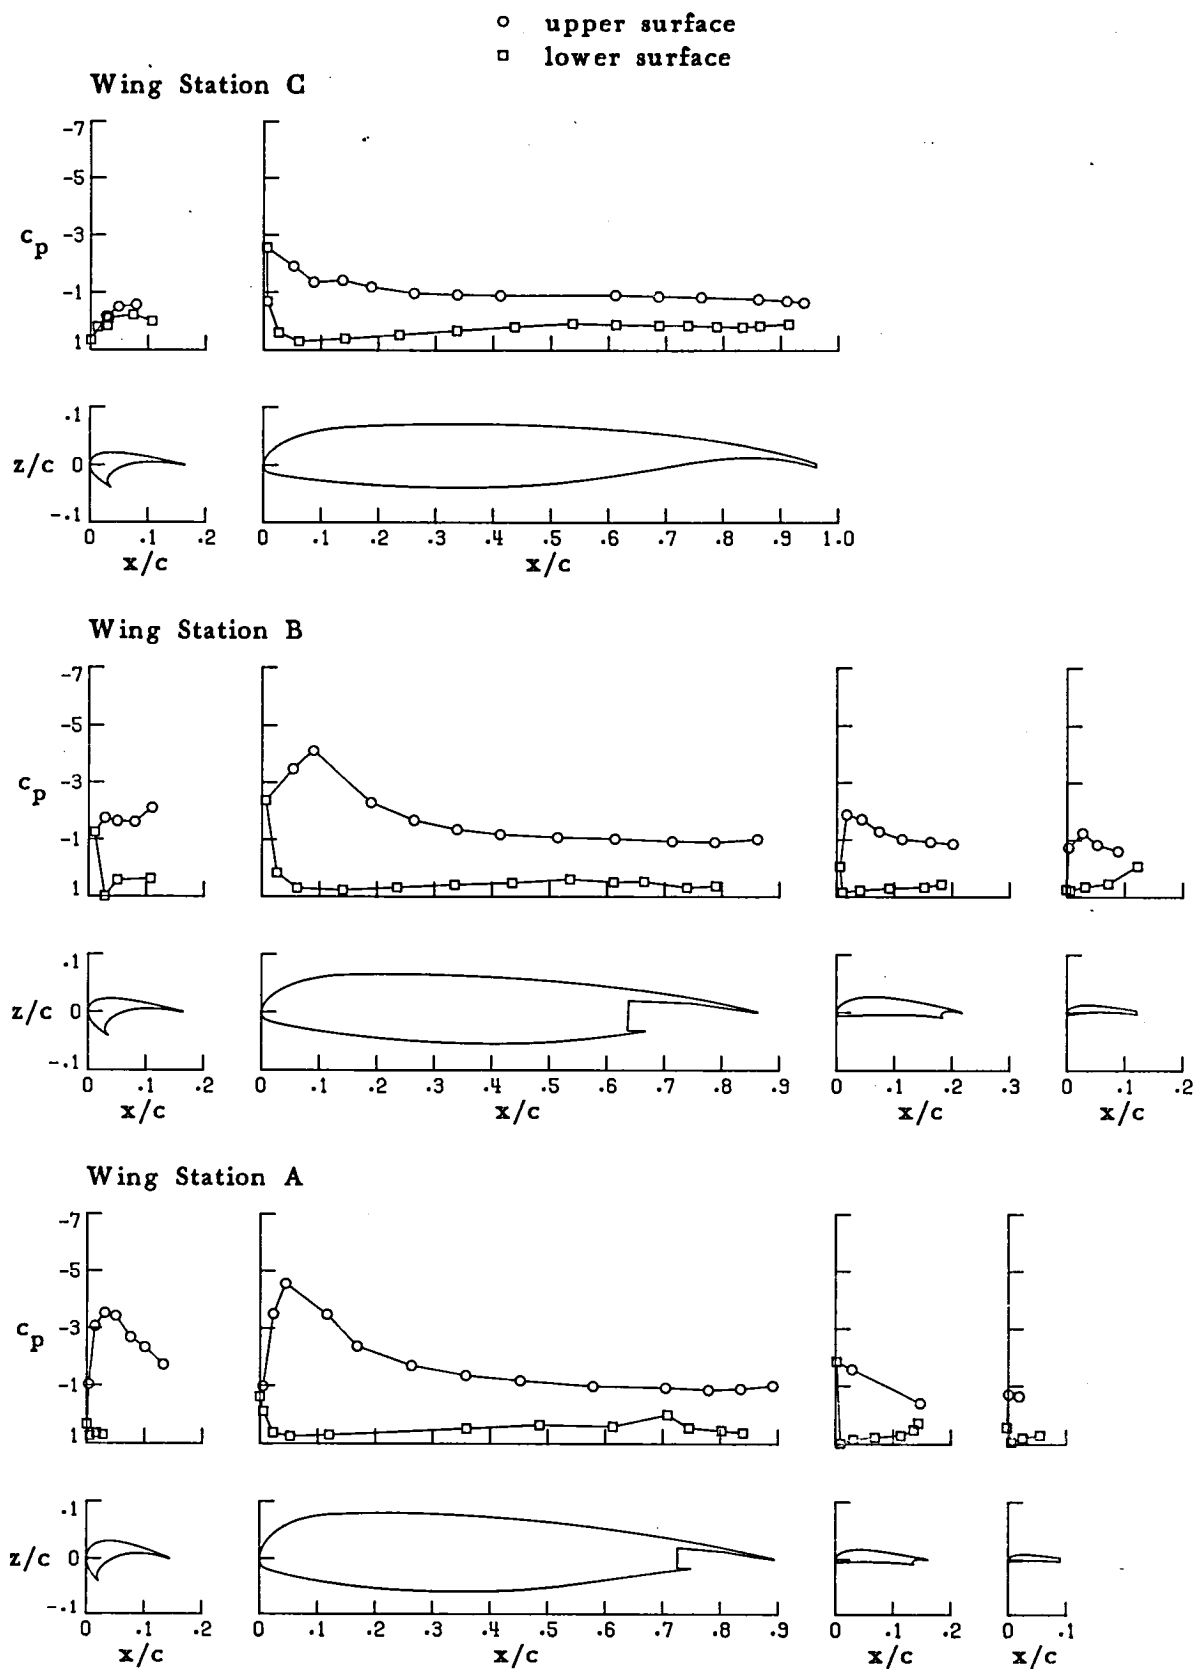 upper surface
lower surface
Wing Station C
-7
-5
cp -3
-1
1
.1
z/c 0
-.1
0 .1 .2 0 .1 .2 .3 .4 .5 .6 .7 .8 .9 1.0
x/c x/c
Wing Station B
-7
-5
cp -3
-1
1
.1
z/c 0
-.1
0 .1 .2 0 .1 .2 .3 .4 .5 .6 .7 .8 .9 0 .1 .2 .3 0 .1 .2
x/c x/c x/c x/c
Wing Station A
-7
-5
cp -3
-1
1
.1
z/c 0
-.1
0 .1 .2 0 .1 .2 .3 .4 .5 .6 .7 .8 .9 0 .1 .2 0 .1
x/c x/c x/c x/c